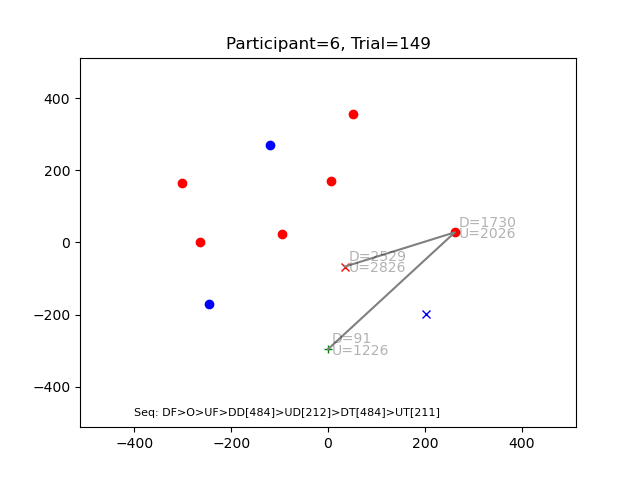 Participant=6, Trial=149
400
200
0
−200
−400
D=1730
U=2026
D=2529
U=2826
D=91
U=1226
Seq: DF>O>UF>DD[484]>UD[212]>DT[484]>UT[211]
−400
−200
0
200
400